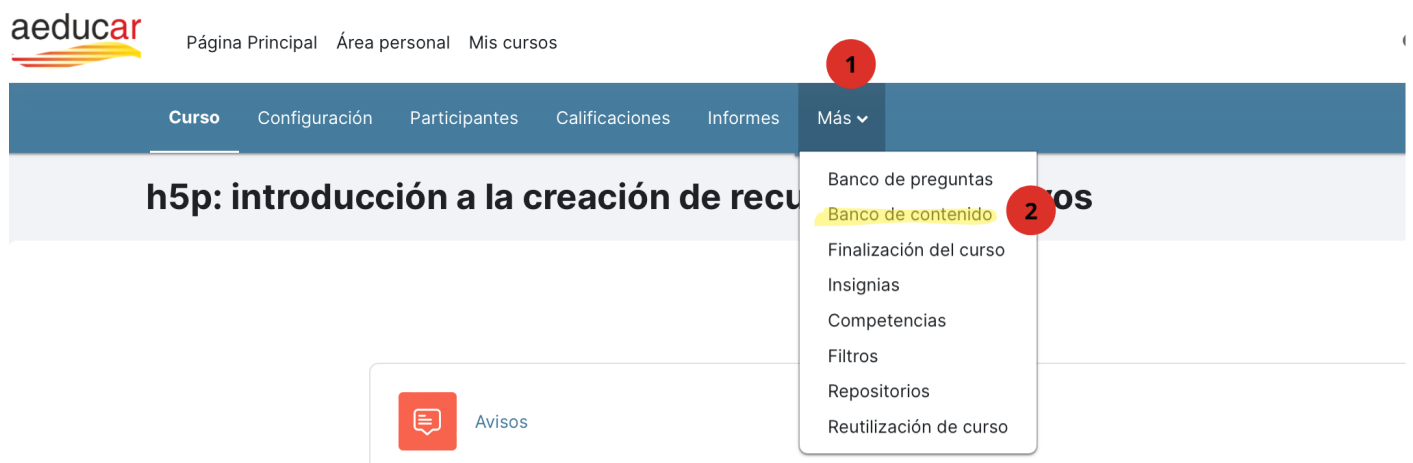 aeducar
Página Principal Área personal Mis cursos
1
Curso Configuración Participantes Calificaciones Informes Más
h5p: introducción a la creación de recu os
Banco de preguntas
Banco de contenido 2
Finalización del curso
Insignias
Competencias
Filtros
Repositorios
Reutilización de curso
Avisos